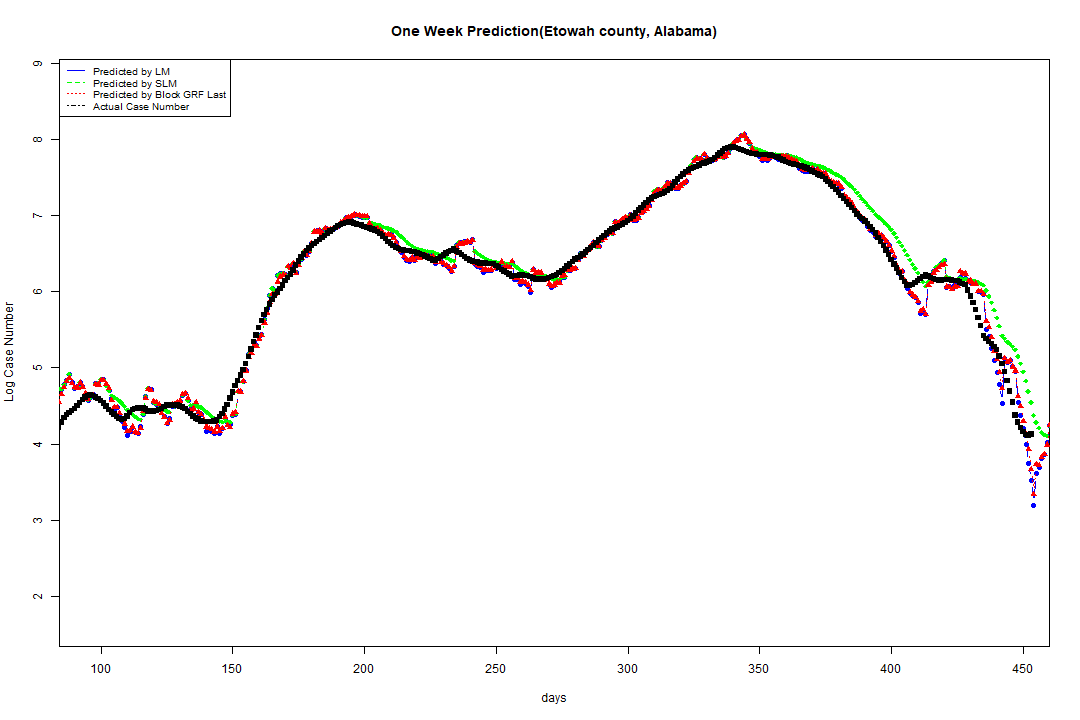 One Week Prediction(Etowah county, Alabama)
Predicted by LM
Predicted by SLM
Predicted by Block GRF Last
Actual Case Number
9
8
7
6
5
4
3
2
Log Case Number
100 150 200 250 300 350 400 450
days